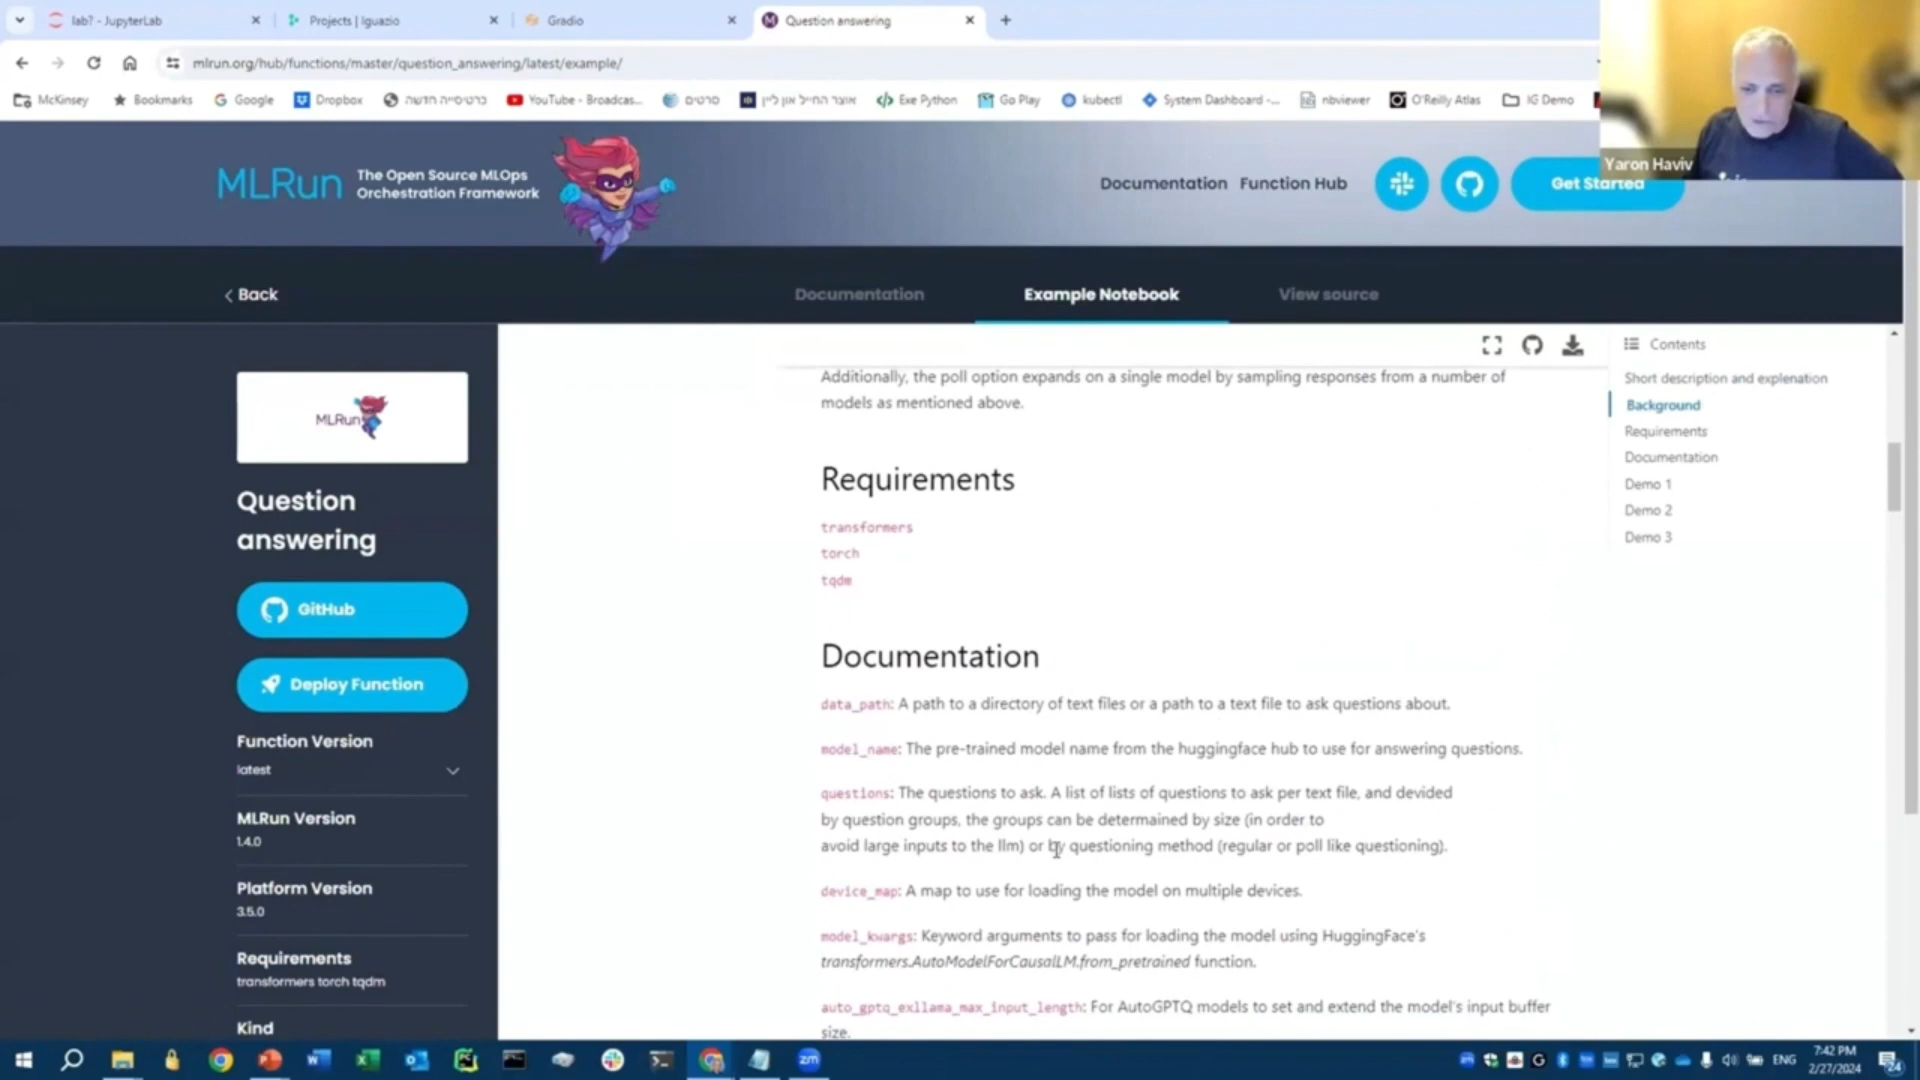 lab? - JupyterLab
Projects | Iguazio
Gradio
Question answering
mlrun.org/hub/functions/master/question_answering/latest/example/
McKinsey
Bookmarks
Google
Dropbox
כרטיסייה חדשה
YouTube - Broadcas...
סרטים
אוצר החייל און ליין
Exe Python
Go Play
kubectl
System Dashboard -...
nbviewer
O'Reilly Atlas
IG Demo
Yaron Haviv
MLRun
The Open Source MLOps
Orchestration Framework
Documentation
Function Hub
Get Started
Back
Documentation
Example Notebook
View source
MLRun
Question
answering
GitHub
Deploy Function
Function Version
latest
MLRun Version
1.4.0
Platform Version
3.5.0
Requirements
transformers torch tqdm
Kind
Additionally, the poll option expands on a single model by sampling responses from a number of
models as mentioned above.
Requirements
transformers
torch
tqdm
Documentation
data_path: A path to a directory of text files or a path to a text file to ask questions about.
model_name: The pre-trained model name from the huggingface hub to use for answering questions.
questions: The questions to ask. A list of lists of questions to ask per text file, and devided
by question groups, the groups can be determained by size (in order to
avoid large inputs to the llm) or by questioning method (regular or poll like questioning).
device_map: A map to use for loading the model on multiple devices.
model_kwargs: Keyword arguments to pass for loading the model using HuggingFace's
transformers.AutoModelForCausalLM.from_pretrained function.
auto_gptq_exllama_max_input_length: For AutoGPTQ models to set and extend the model's input buffer
size.
Contents
Short description and explenation
Background
Requirements
Documentation
Demo 1
Demo 2
Demo 3
zm
ENG
7:42 PM
2/27/2024
24